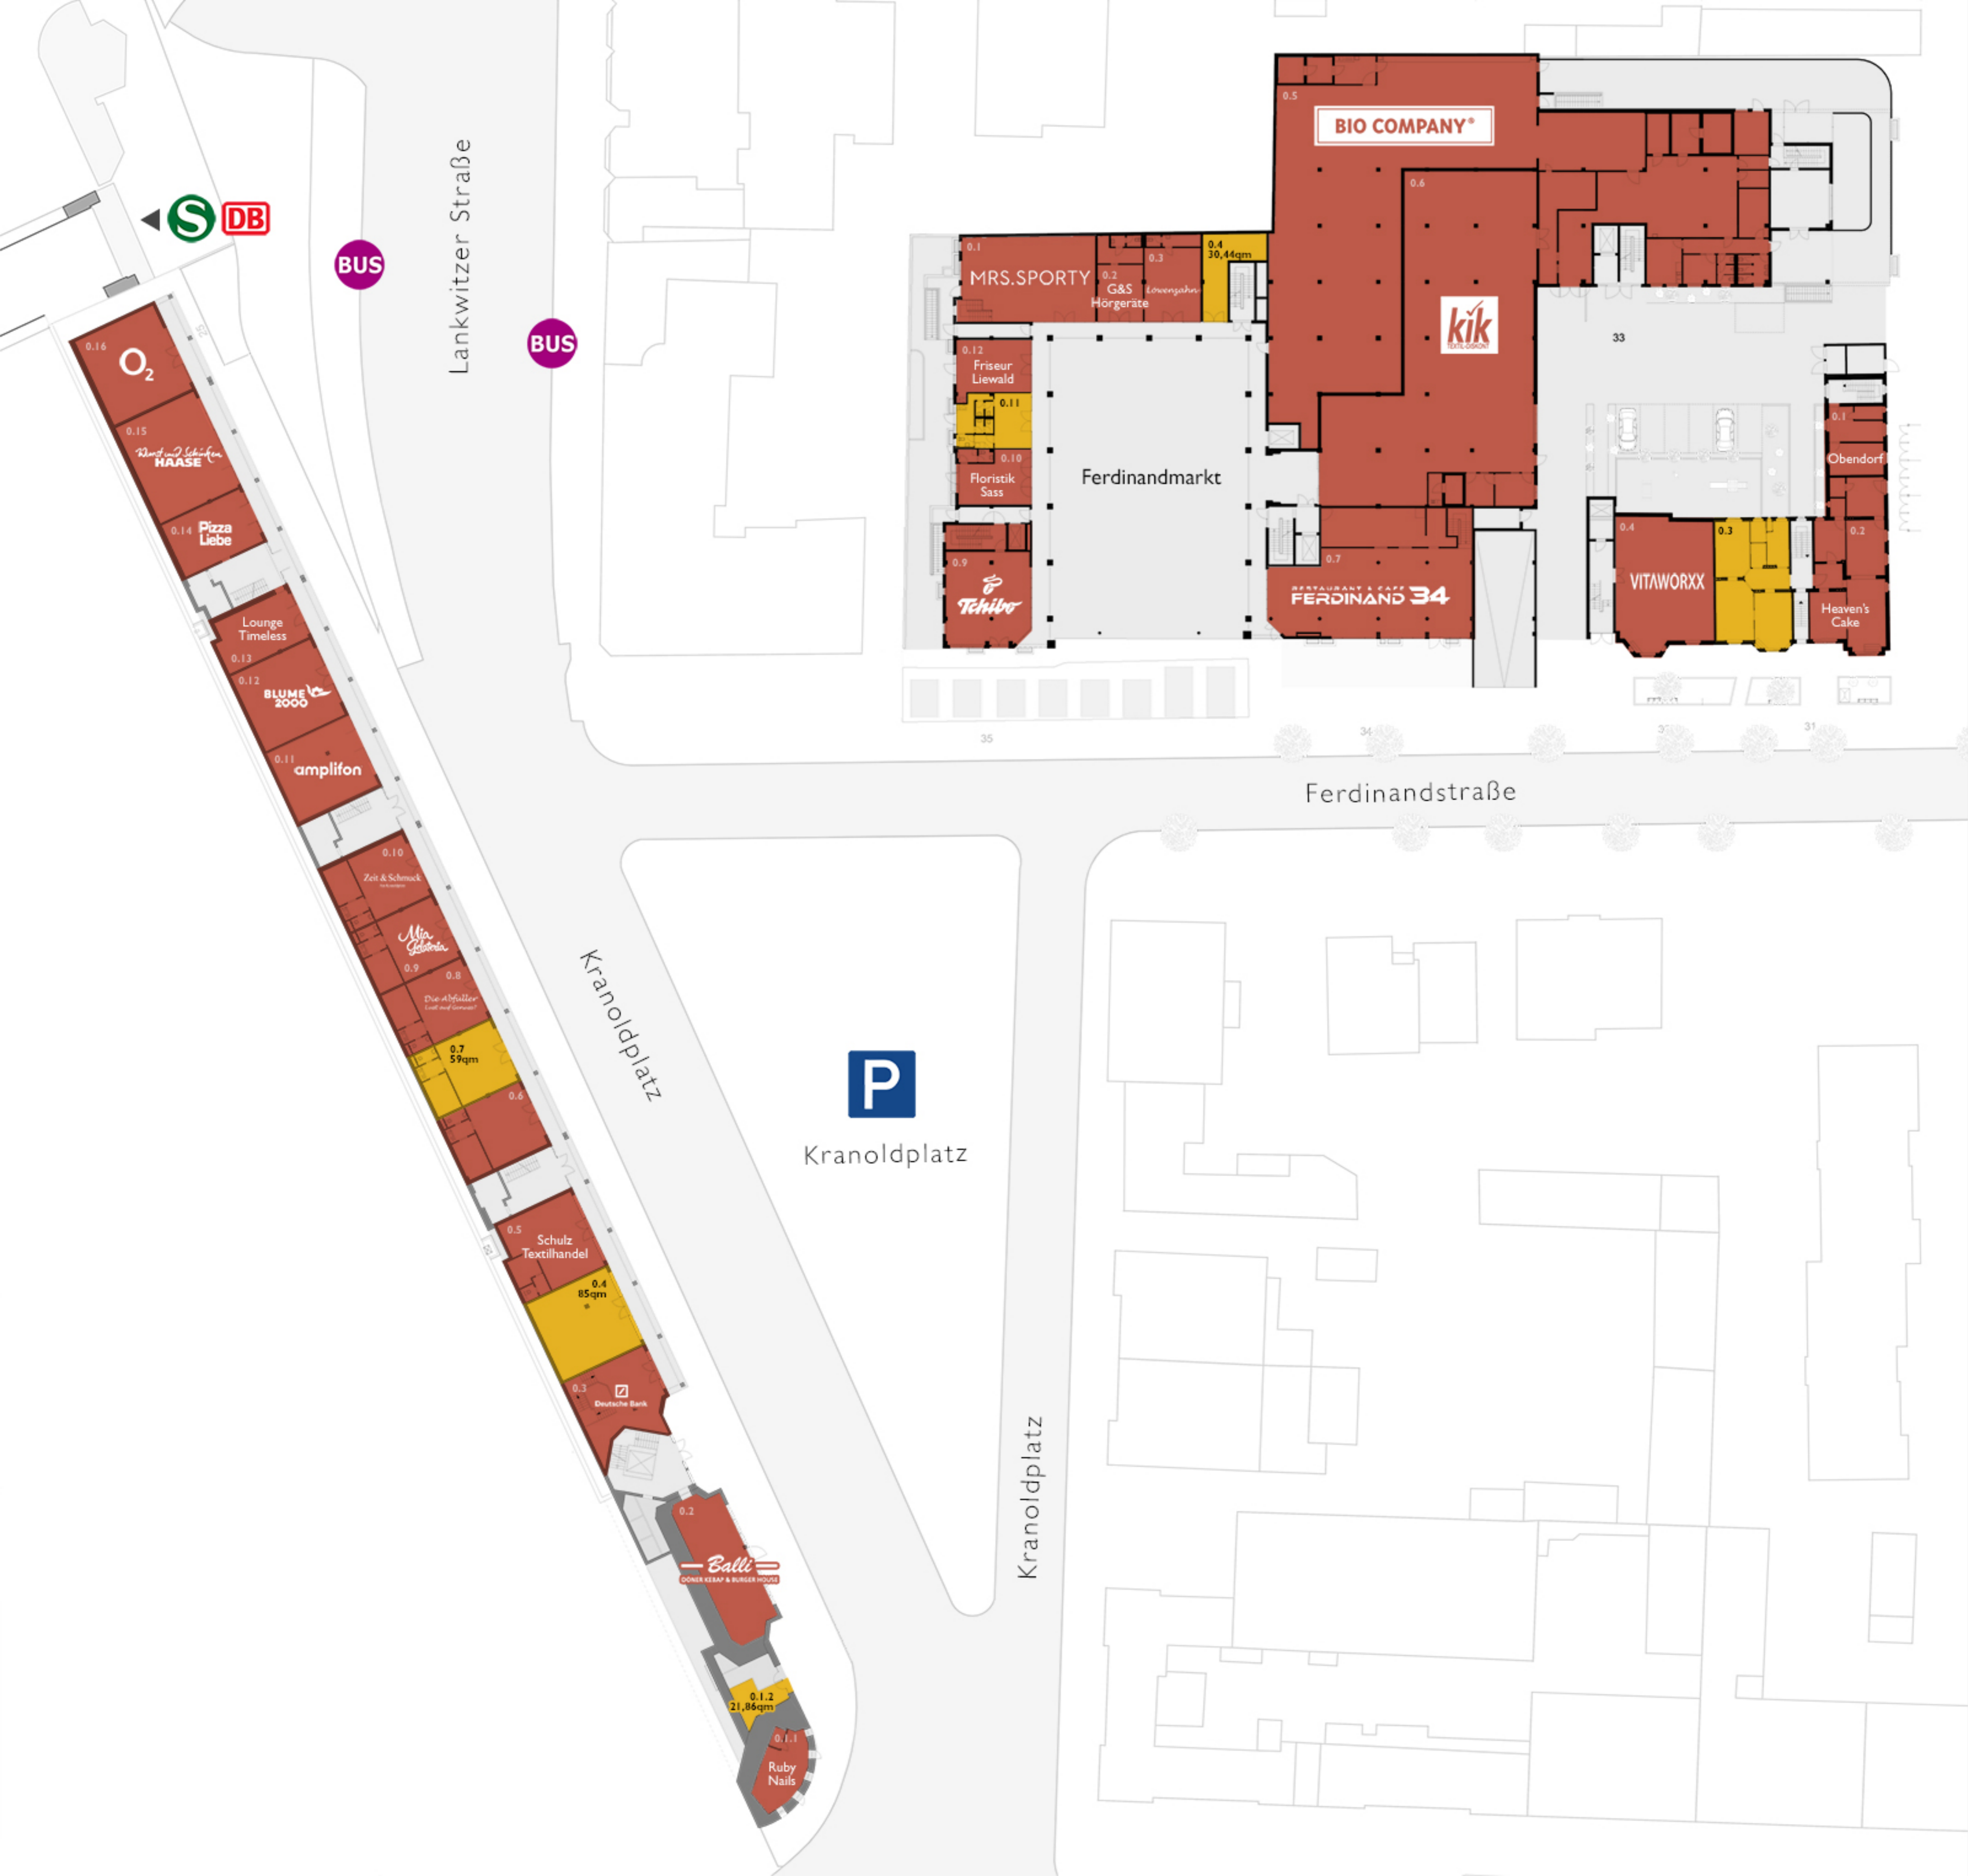 0.5
BIO COMPANY®
0.6
kik
TEXTIL-DISKONT
S
DB
BUS
BUS
Lankwitzer Straße
0.1
MRS.SPORTY
0.2
G&S
Hörgeräte
0.3
Löwenzahn
0.4
30,44qm
0.12
Friseur
Liewald
0.11
0.10
Floristik
Sass
0.9
Tchibo
Ferdinandmarkt
0.7
RESTAURANT & CAFE
FERDINAND 34
33
0.1
Obendorf
0.4
VITAWORXX
0.3
0.2
Heaven's
Cake
35
34
31
Ferdinandstraße
25
0.16
O2
0.15
Wurst und Schinken
HAASE
0.14
Pizza
Liebe
Lounge
Timeless
0.13
0.12
BLUME
2000
0.11
amplifon
0.10
Zeit & Schmuck
Mia
Gelateria
0.9
0.8
Die Abfüller
0.7
59qm
0.6
0.5
Schulz
Textilhandel
0.4
85qm
0.3
Deutsche Bank
0.2
Balli
DÖNER KEBAP & BURGER HOUSE
0.1.2
21,86qm
0.1.1
Ruby
Nails
Kranoldplatz
P
Kranoldplatz
Kranoldplatz